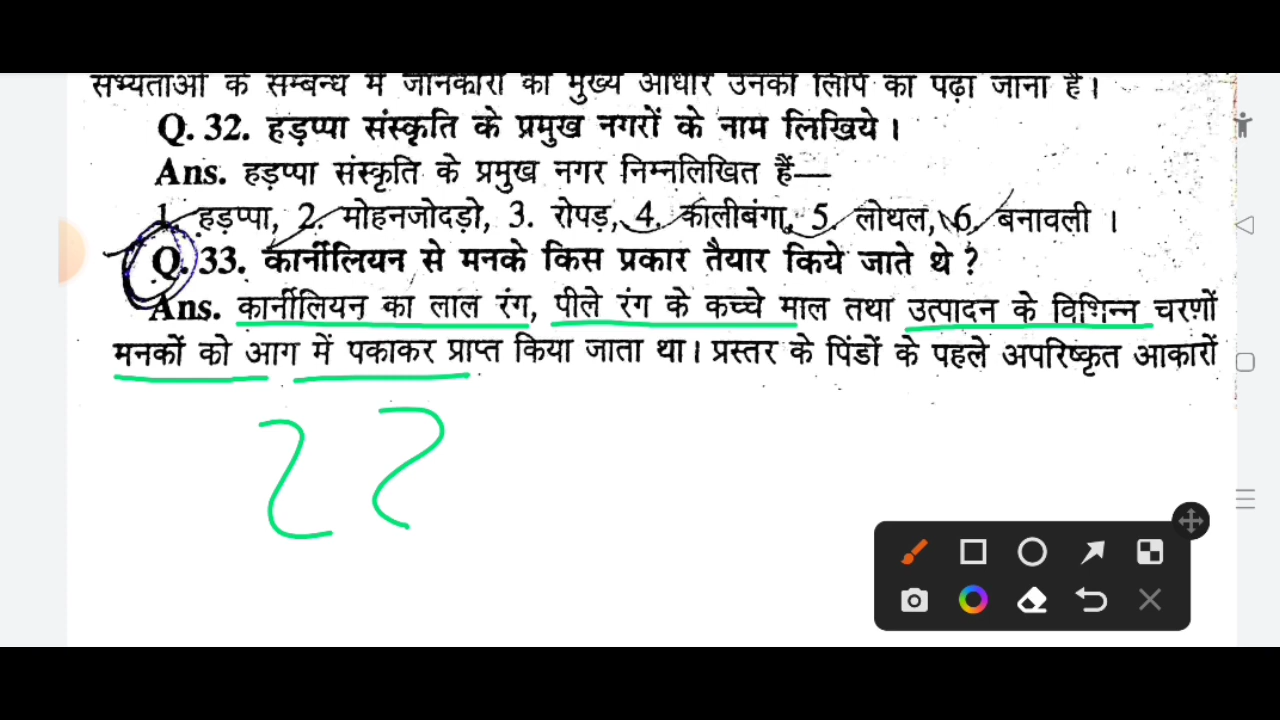 सभ्यताओं के सम्बन्ध में जानकारी का मुख्य आधार उनकी लिपि का पढ़ा जाना है।
Q. 32. हड़प्पा संस्कृति के प्रमुख नगरों के नाम लिखिये।
Ans. हड़प्पा संस्कृति के प्रमुख नगर निम्नलिखित हैं—
1. हड़प्पा, 2. मोहनजोदड़ो, 3. रोपड़, 4. कालीबंगा, 5. लोथल, 6. बनावली ।
Q. 33. कार्नीलियन से मनके किस प्रकार तैयार किये जाते थे ?
Ans. कार्नीलियन का लाल रंग, पीले रंग के कच्चे माल तथा उत्पादन के विभिन्न चरणों
मनकों को आग में पकाकर प्राप्त किया जाता था। प्रस्तर के पिंडों के पहले अपरिष्कृत आकारों